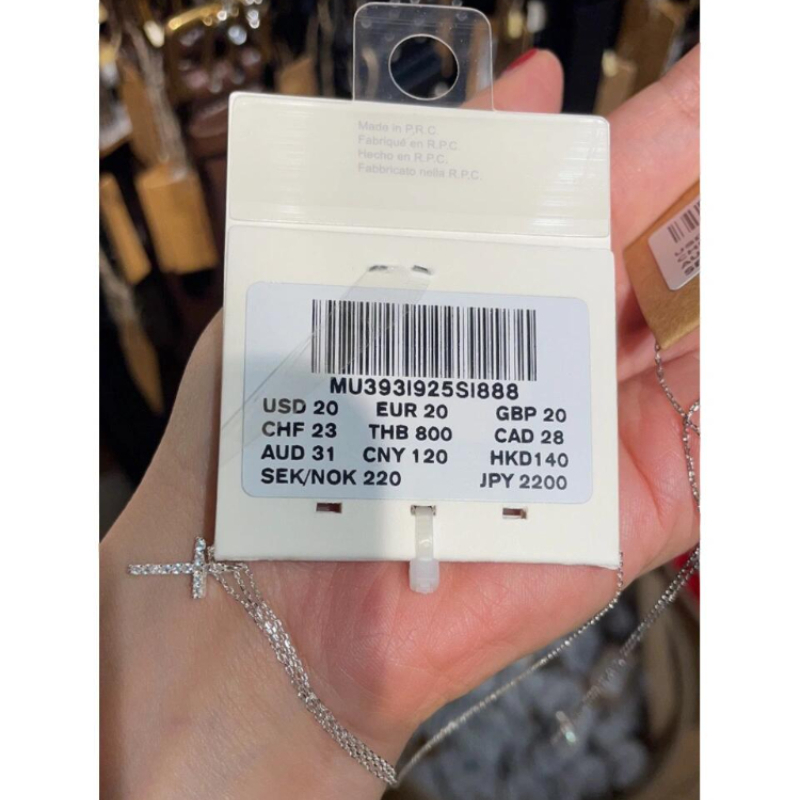 Made in P.R.C.
Fabriqué en R.P.C.
Hecho en R.P.C.
Fabbricato nella R.P.C.
MU393I925SI888
USD 20 EUR 20 GBP 20
CHF 23 THB 800 CAD 28
AUD 31 CNY 120 HKD140
SEK/NOK 220 JPY 2200